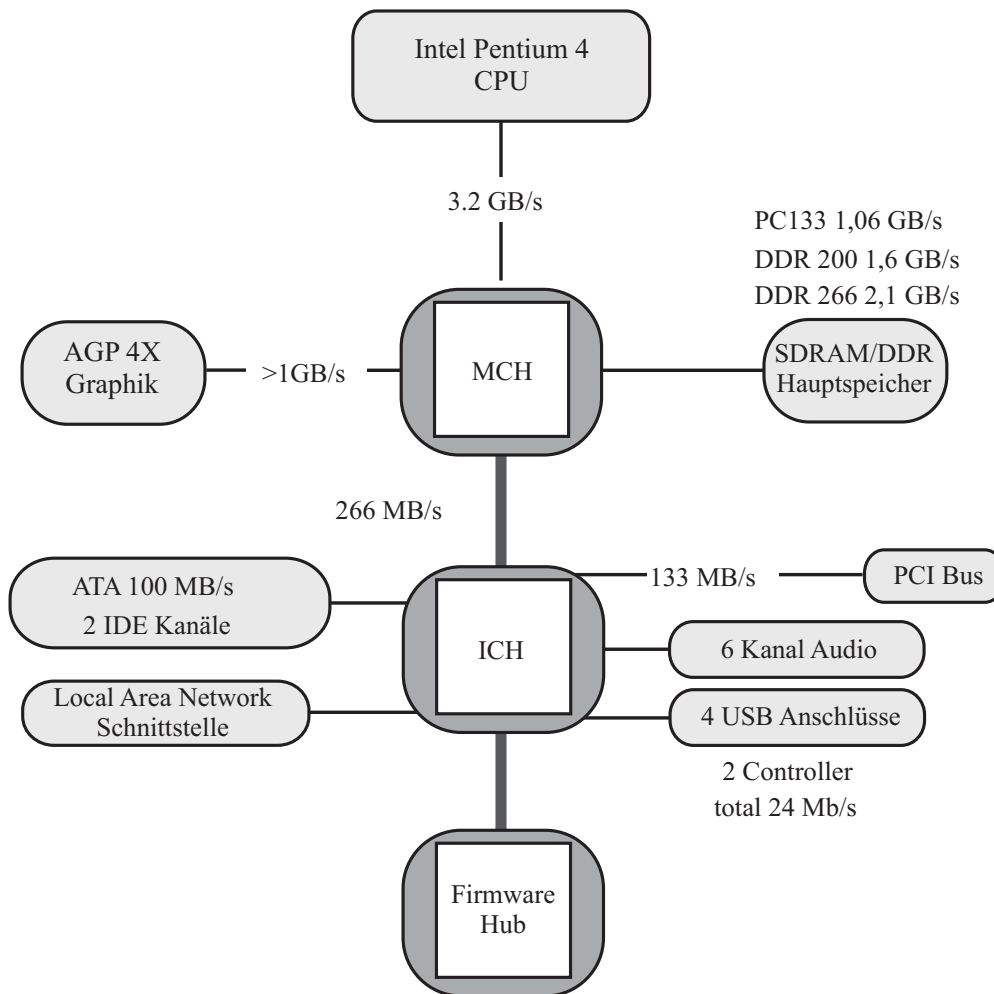 Intel Pentium 4
CPU
3.2 GB/s
PC133 1,06 GB/s
DDR 200 1,6 GB/s
DDR 266 2,1 GB/s
AGP 4X
Graphik
>1GB/s
MCH
SDRAM/DDR
Hauptspeicher
266 MB/s
ATA 100 MB/s
2 IDE Kanäle
133 MB/s
PCI Bus
ICH
6 Kanal Audio
Local Area Network
Schnittstelle
4 USB Anschlüsse
2 Controller
total 24 Mb/s
Firmware
Hub